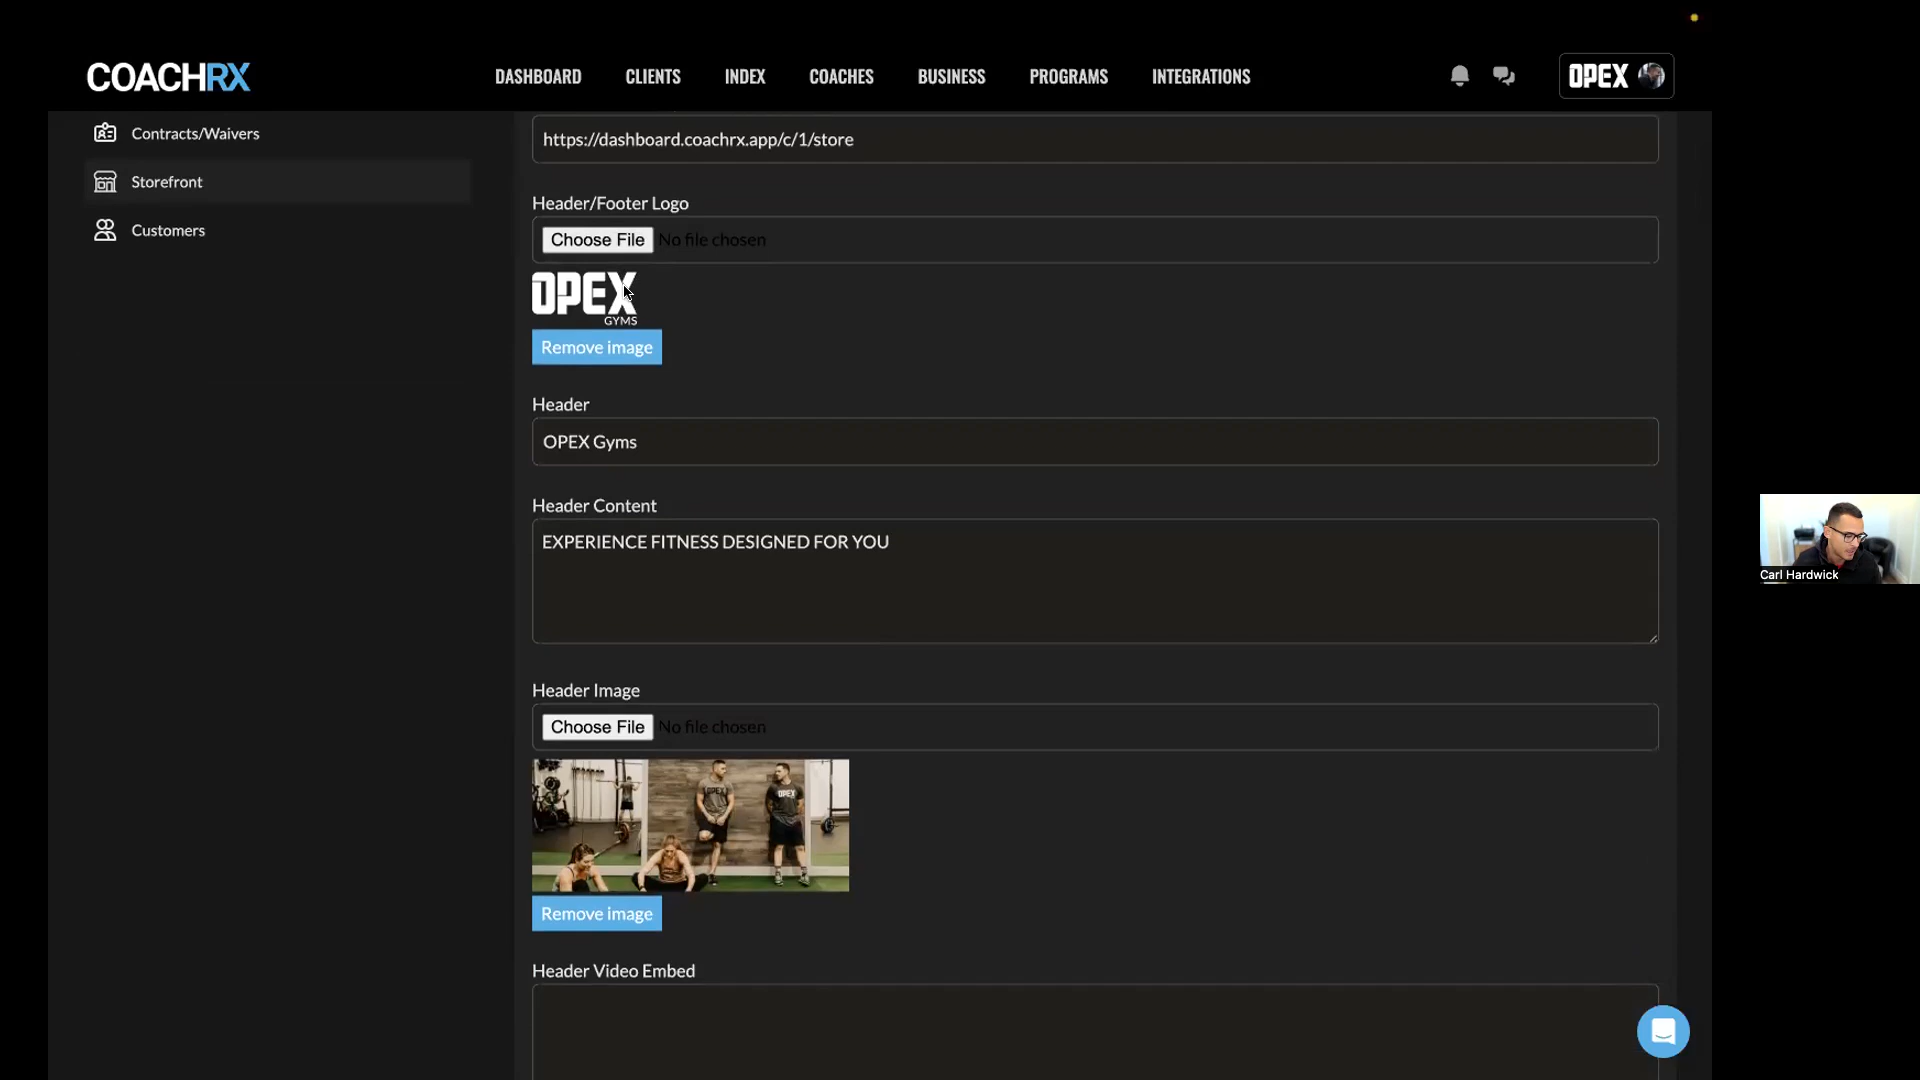 COACHRX
DASHBOARD
CLIENTS
INDEX
COACHES
BUSINESS
PROGRAMS
INTEGRATIONS
OPEX
Contracts/Waivers
Storefront
Customers
https://dashboard.coachrx.app/c/1/store
Header/Footer Logo
Choose File No file chosen
OPEX
GYMS
Remove image
Header
OPEX Gyms
Header Content
EXPERIENCE FITNESS DESIGNED FOR YOU
Header Image
Choose File No file chosen
OPEX
OPEX
Remove image
Header Video Embed
Carl Hardwick